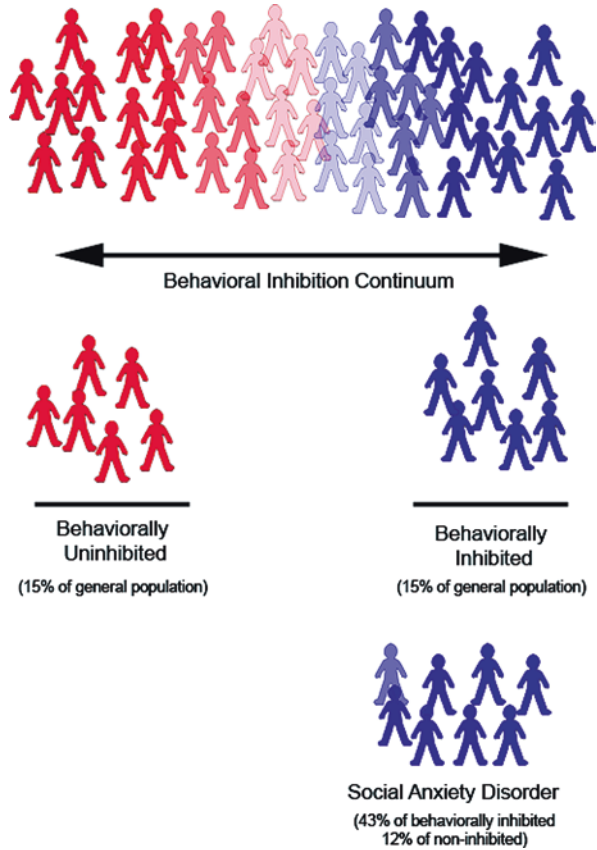 Behavioral Inhibition Continuum
Behaviorally
Uninhibited
(15% of general population)
Behaviorally
Inhibited
(15% of general population)
Social Anxiety Disorder
(43% of behaviorally inhibited
12% of non-inhibited)